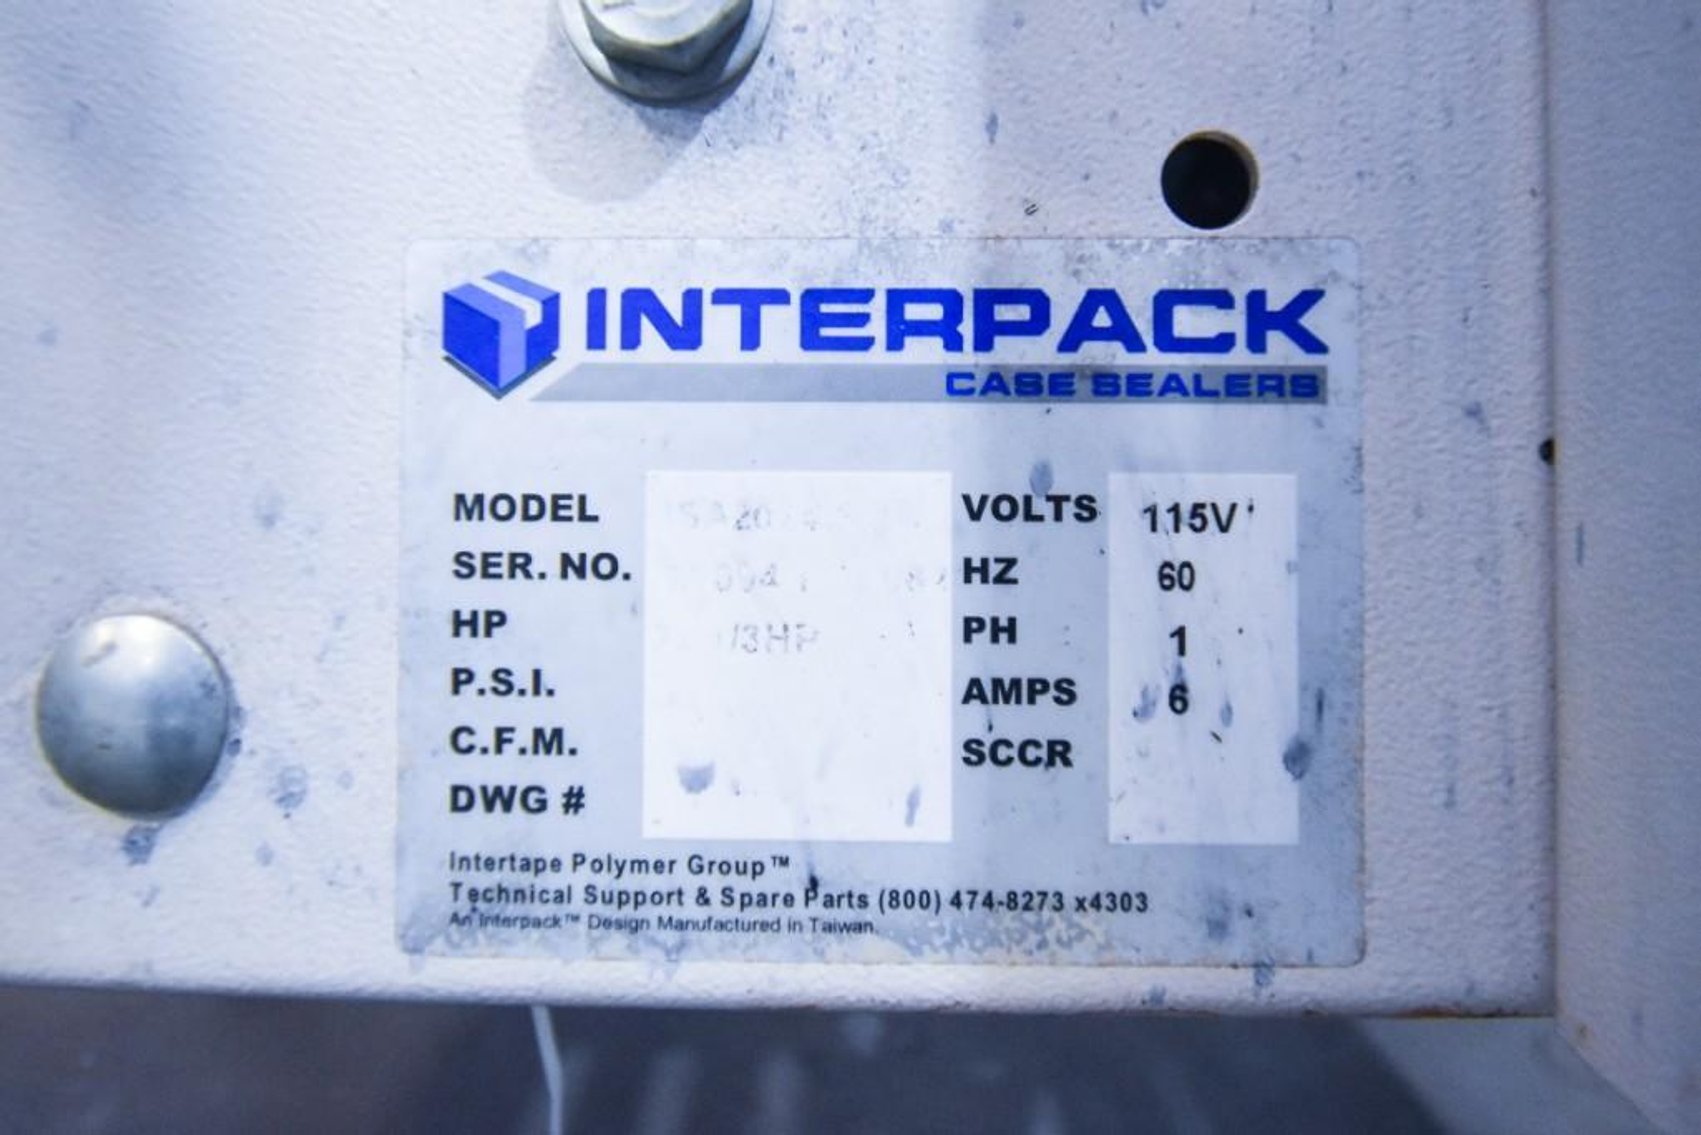 INTERPACK
CASE SEALERS
MODEL
SER. NO.
HP
P.S.I.
C.F.M.
DWG #
VOLTS 115V
HZ 60
PH 1
AMPS 6
SCCR
Intertape Polymer Group™
Technical Support & Spare Parts (800) 474-8273 x4303
An Interpack™ Design Manufactured in Taiwan.